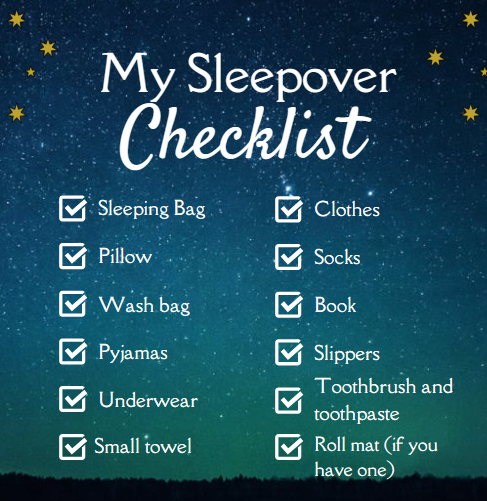 My Sleepover
Checklist
Sleeping Bag
Pillow
Wash bag
Pyjamas
Underwear
Small towel
Clothes
Socks
Book
Slippers
Toothbrush and
toothpaste
Roll mat (if you
have one)